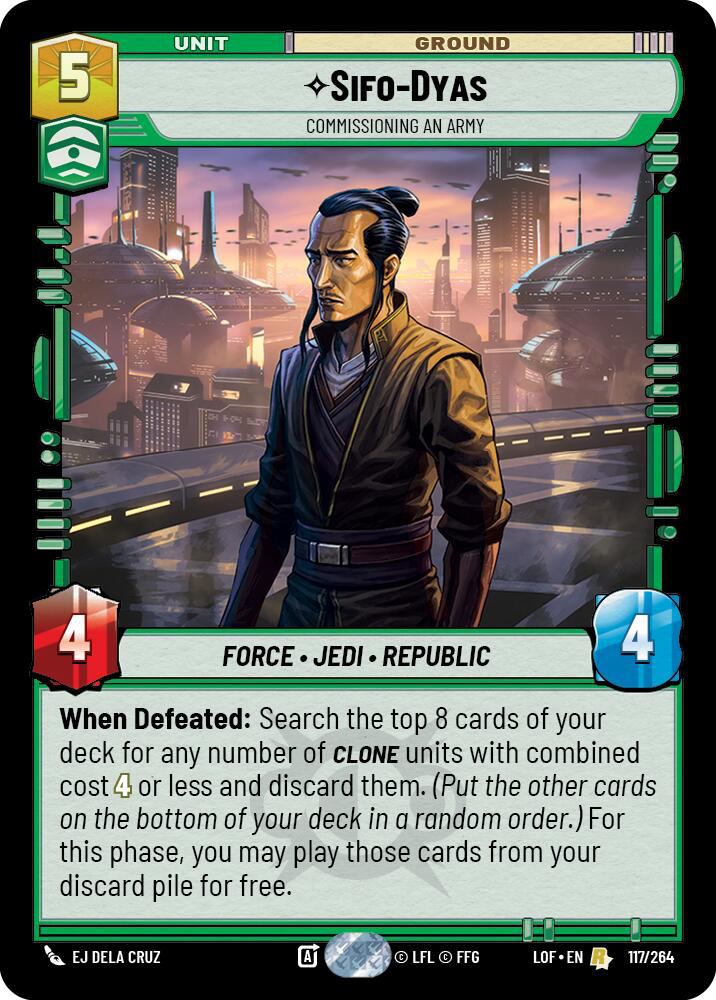 UNIT
GROUND
5
✧SIFO-DYAS
COMMISSIONING AN ARMY
4
FORCE • JEDI • REPUBLIC
4
When Defeated: Search the top 8 cards of your
deck for any number of CLONE units with combined
cost 4 or less and discard them. (Put the other cards
on the bottom of your deck in a random order.) For
this phase, you may play those cards from your
discard pile for free.
EJ DELA CRUZ
A
© LFL © FFG
LOF • EN
R
117/264